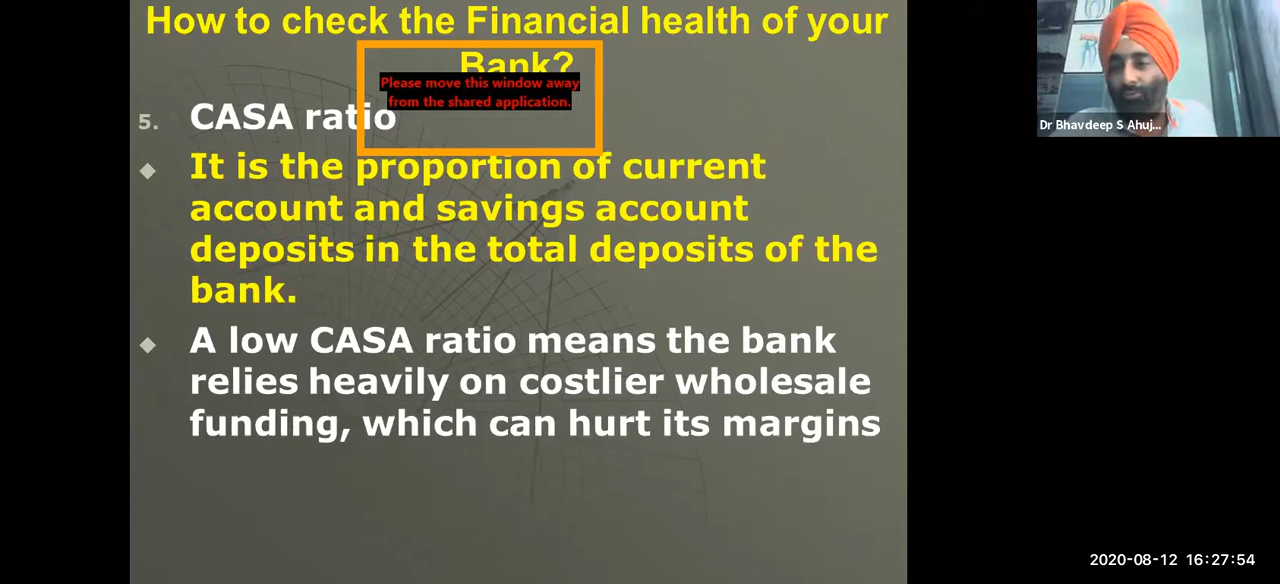 How to check the Financial health of your
Bank?
Please move this window away
from the shared application.
5. CASA ratio
It is the proportion of current
account and savings account
deposits in the total deposits of the
bank.
A low CASA ratio means the bank
relies heavily on costlier wholesale
funding, which can hurt its margins
Dr Bhavdeep S Ahuj...
2020-08-12 16:27:54